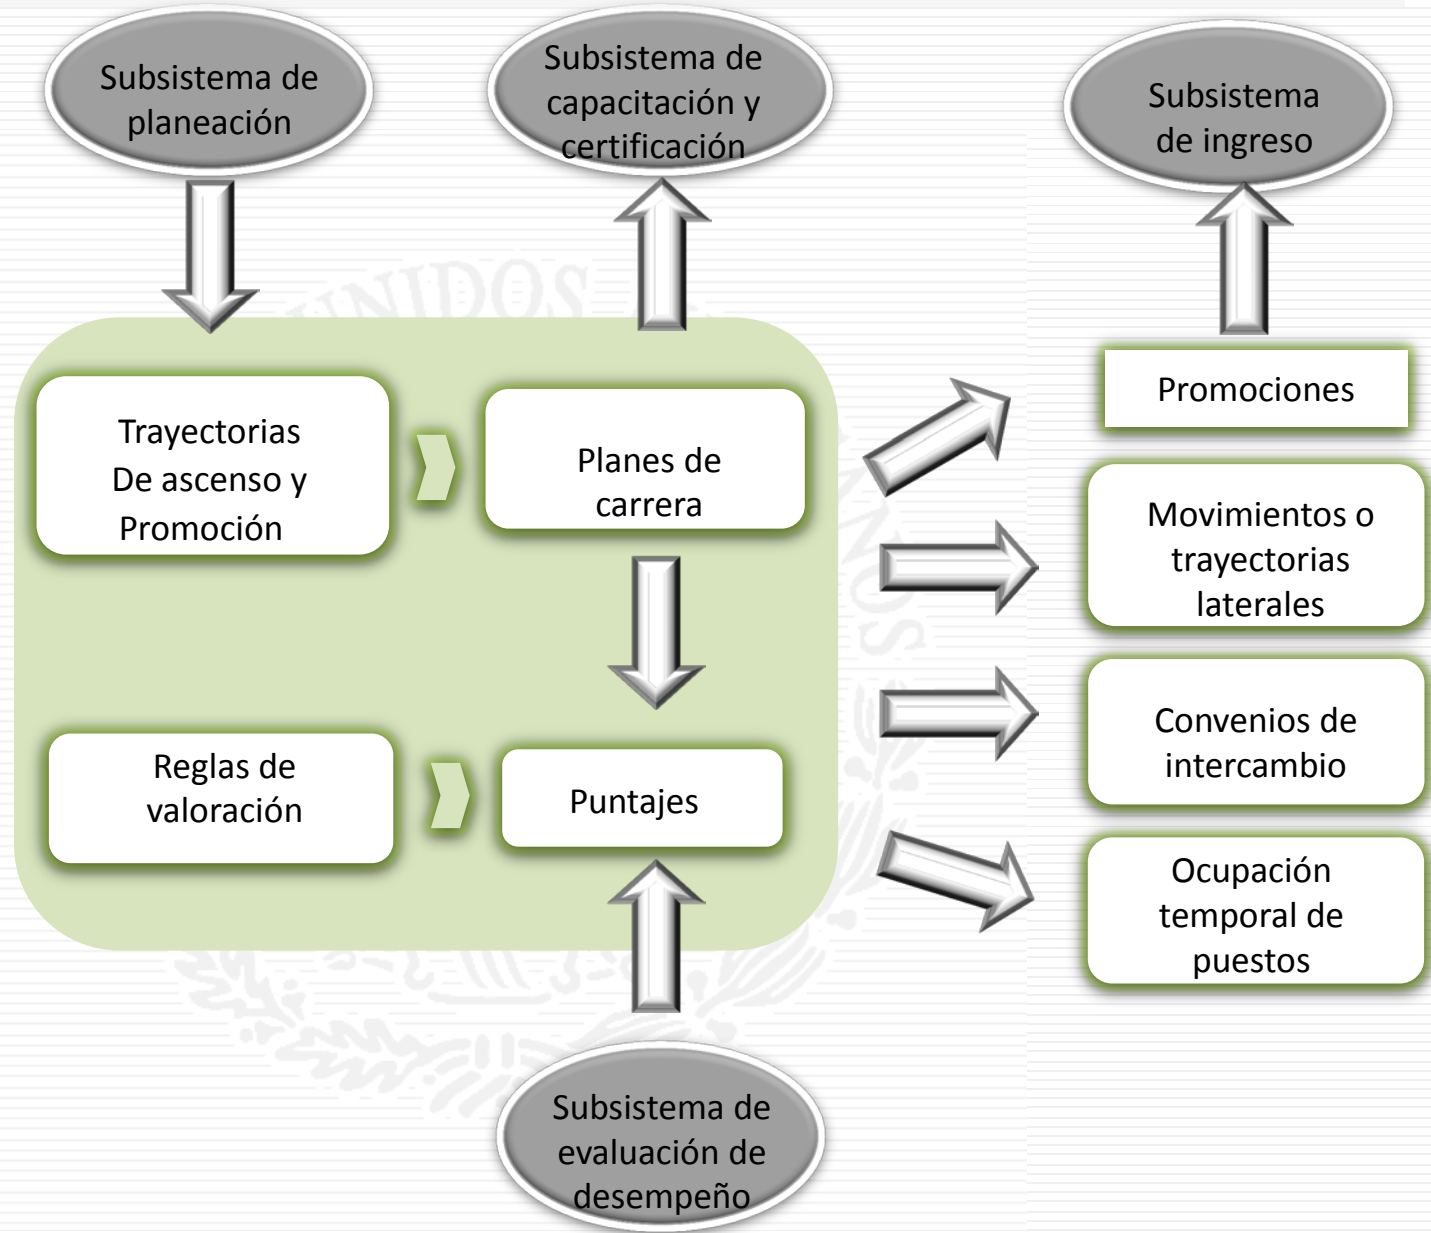 Subsistema de
planeación
Subsistema de
capacitación y
certificación
Subsistema
de ingreso
UNIDOS
Trayectorias
De ascenso y
Promoción
Planes de
carrera
Reglas de
valoración
Puntajes
Promociones
Movimientos o
trayectorias
laterales
Convenios de
intercambio
Ocupación
temporal de
puestos
Subsistema de
evaluación de
desempeño